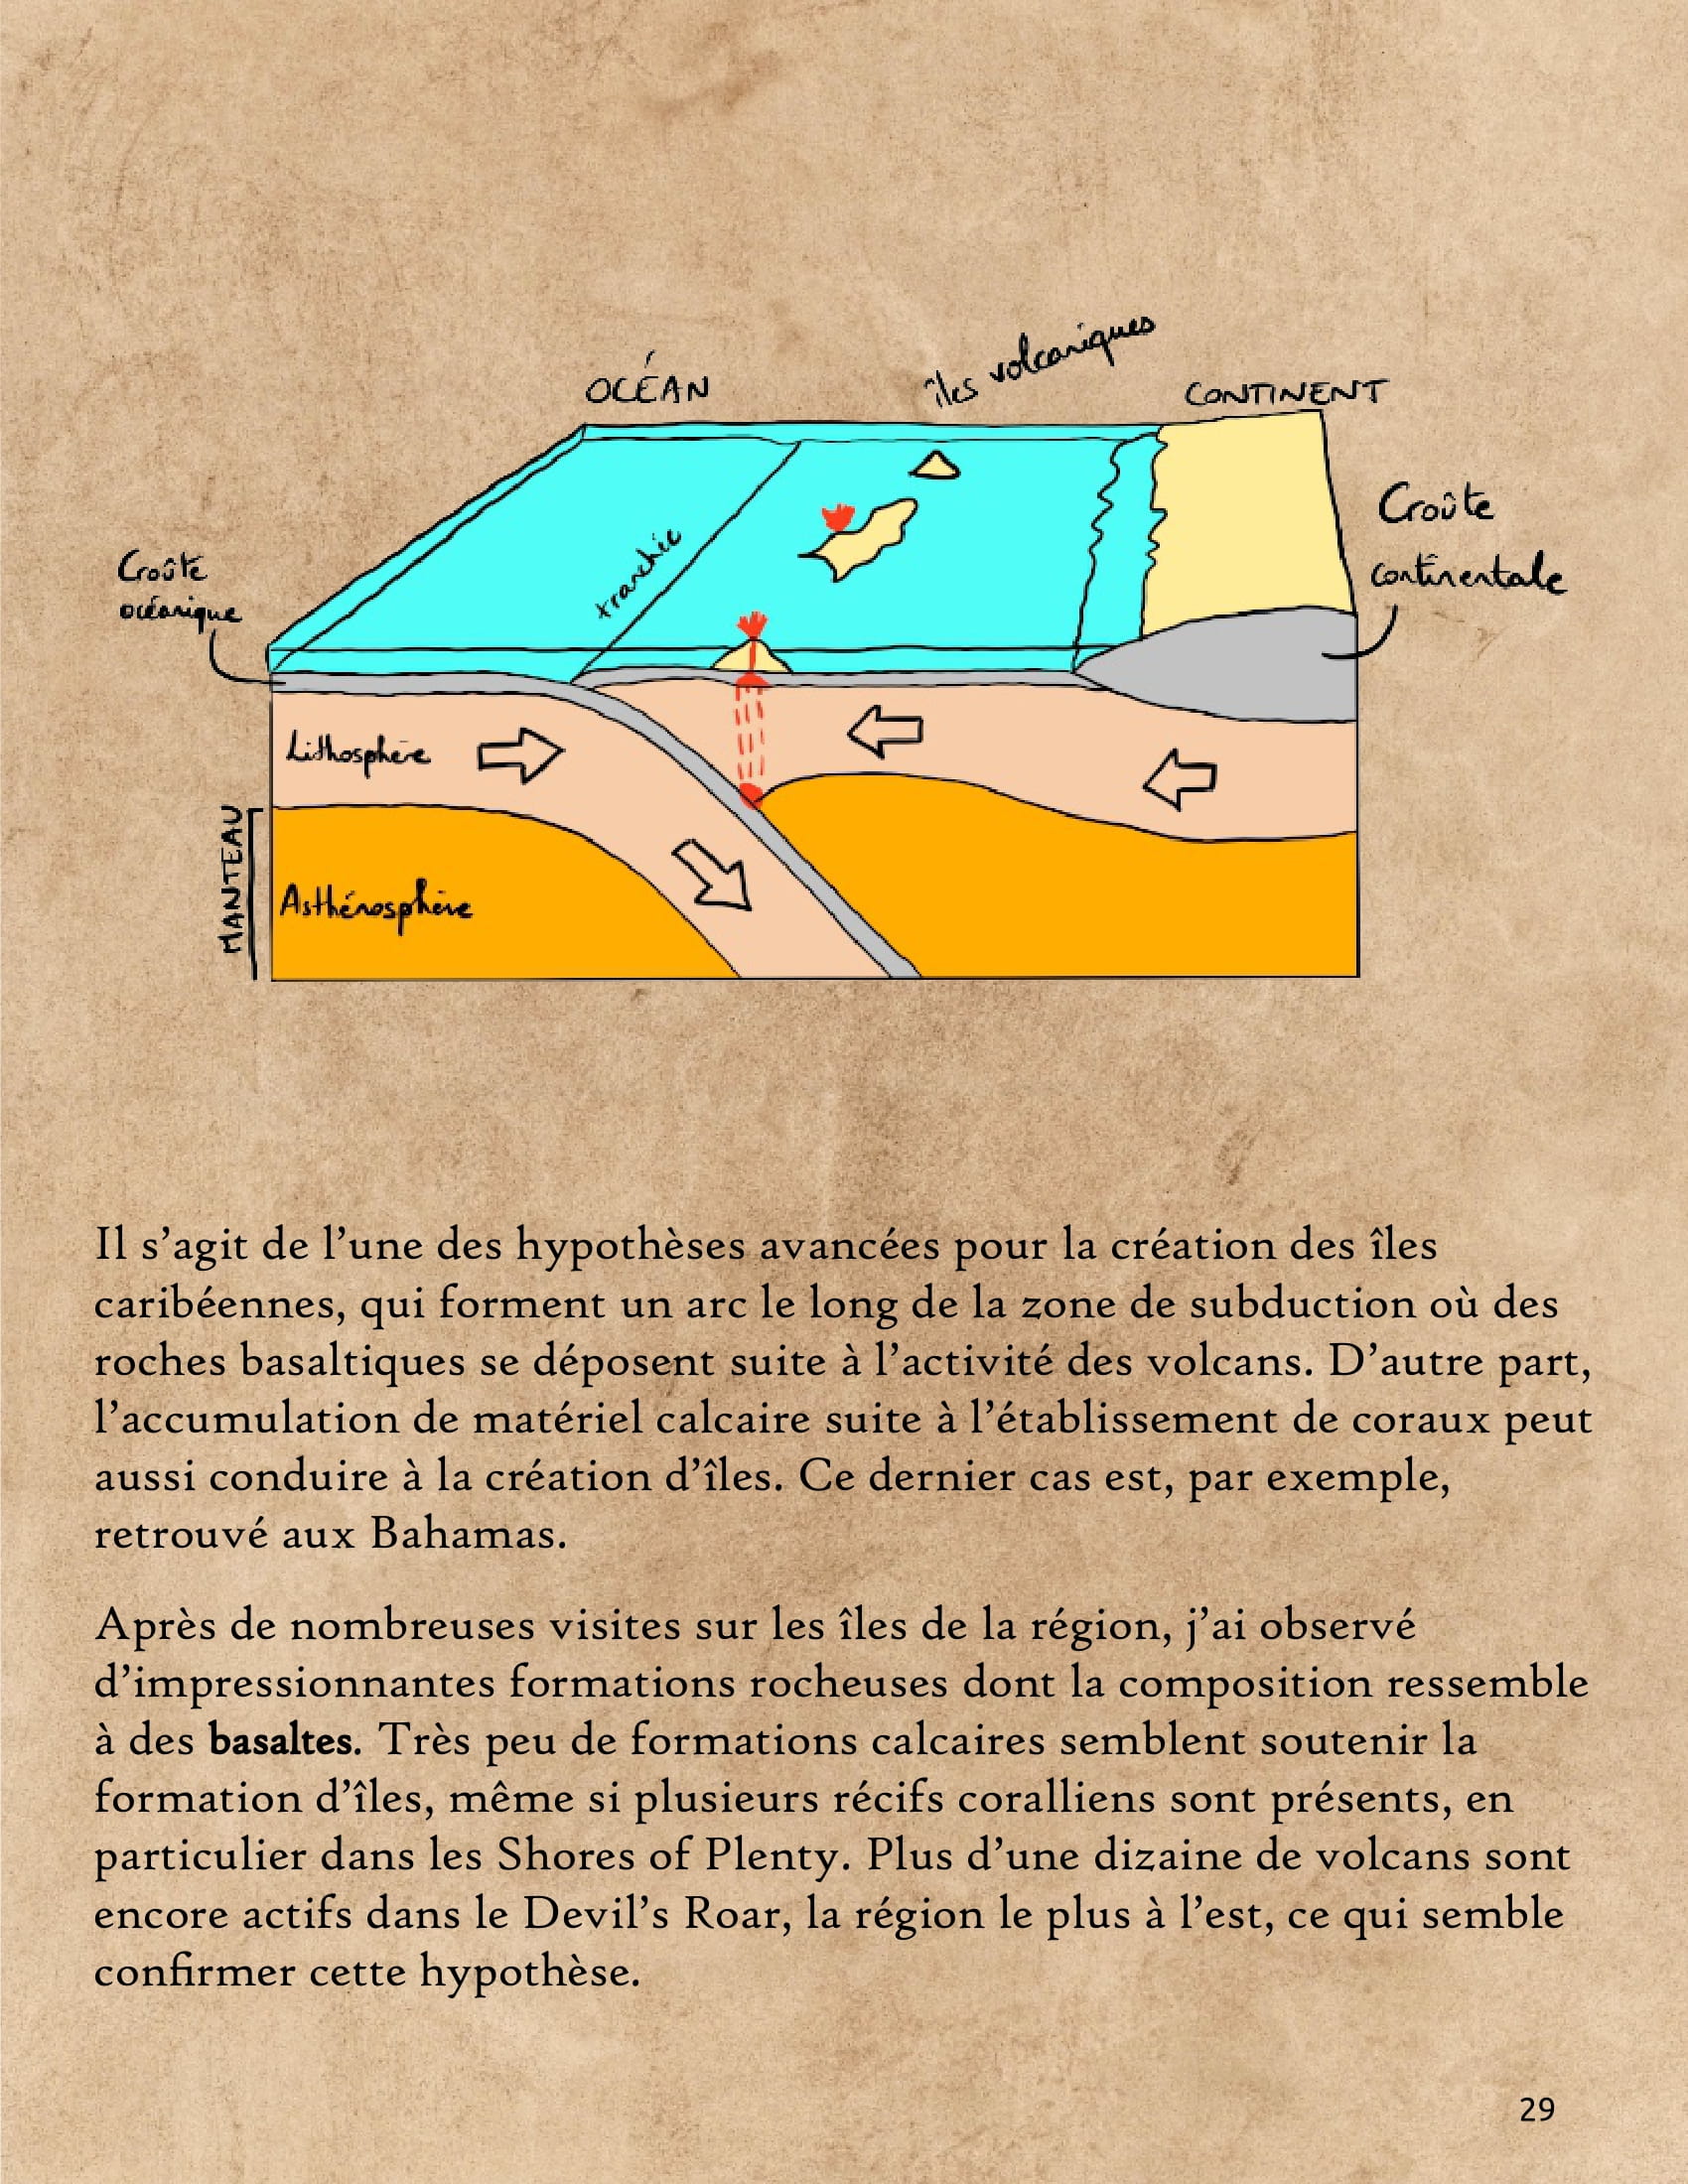 OCÉAN
îles volcaniques
CONTINENT
Croûte
continentale
Croûte
océanique
tranchée
Lithosphère
MANTEAU
Asthénosphère
Il s’agit de l’une des hypothèses avancées pour la création des îles
caribéennes, qui forment un arc le long de la zone de subduction où des
roches basaltiques se déposent suite à l’activité des volcans. D’autre part,
l’accumulation de matériel calcaire suite à l’établissement de coraux peut
aussi conduire à la création d’îles. Ce dernier cas est, par exemple,
retrouvé aux Bahamas.
Après de nombreuses visites sur les îles de la région, j’ai observé
d’impressionnantes formations rocheuses dont la composition ressemble
à des basaltes. Très peu de formations calcaires semblent soutenir la
formation d’îles, même si plusieurs récifs coralliens sont présents, en
particulier dans les Shores of Plenty. Plus d’une dizaine de volcans sont
encore actifs dans le Devil’s Roar, la région le plus à l’est, ce qui semble
confirmer cette hypothèse.
29